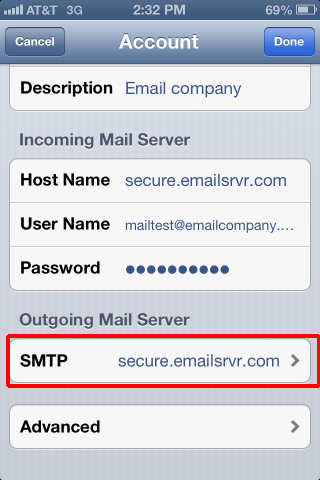 AT&T 3G 2:32 PM 69%
Cancel Account Done
Description Email company
Incoming Mail Server
Host Name secure.emailsrvr.com
User Name mailtest@emailcompany....
Password ●●●●●●●●●●
Outgoing Mail Server
SMTP secure.emailsrvr.com
Advanced